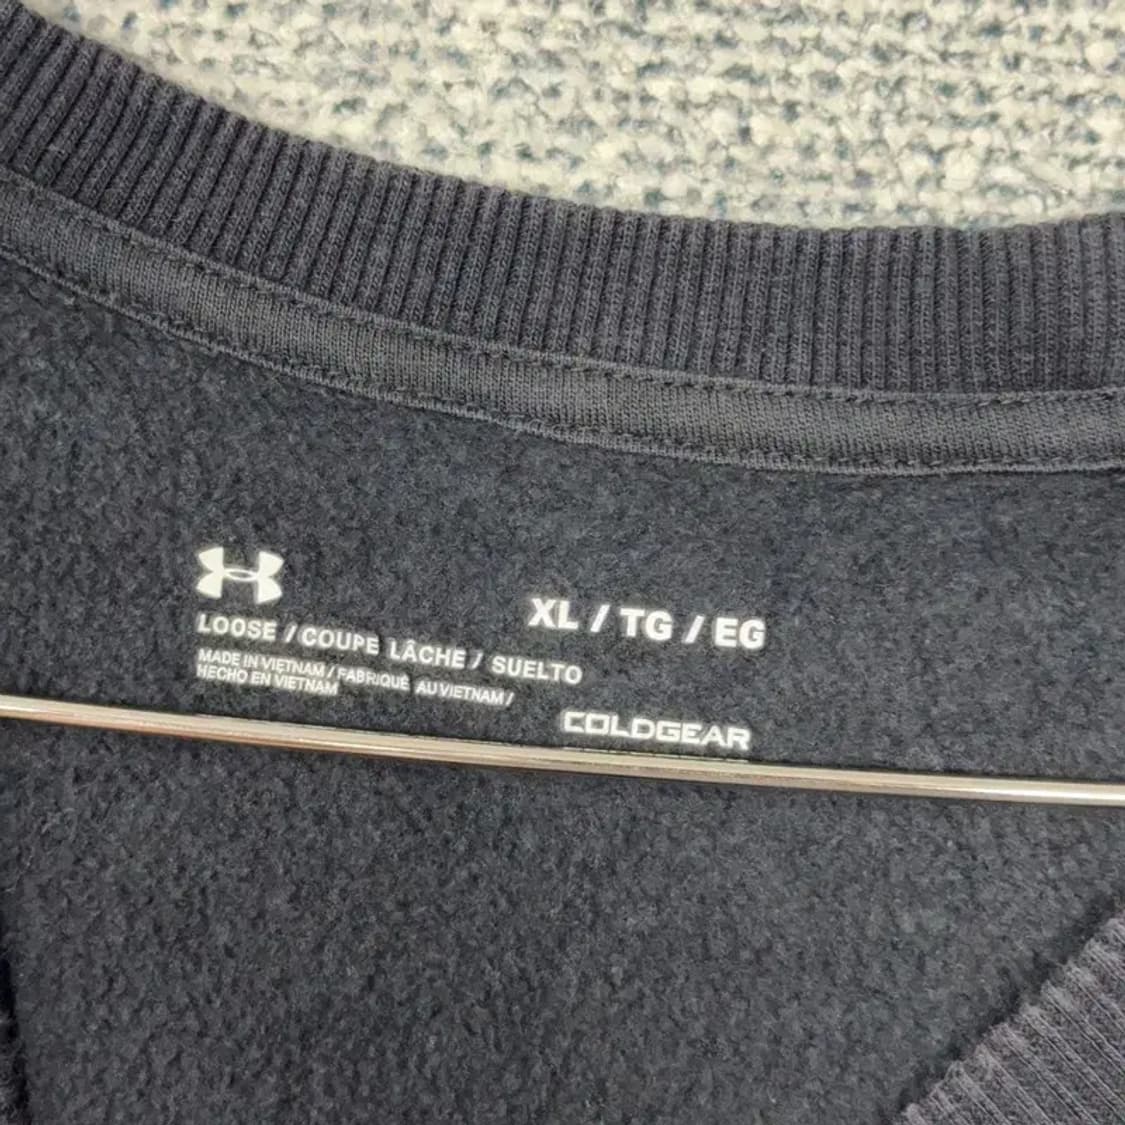 XL / TG / EG
LOOSE / COUPE LÂCHE / SUELTO
MADE IN VIETNAM / FABRIQUÉ AU VIETNAM /
HECHO EN VIETNAM
COLDGEAR